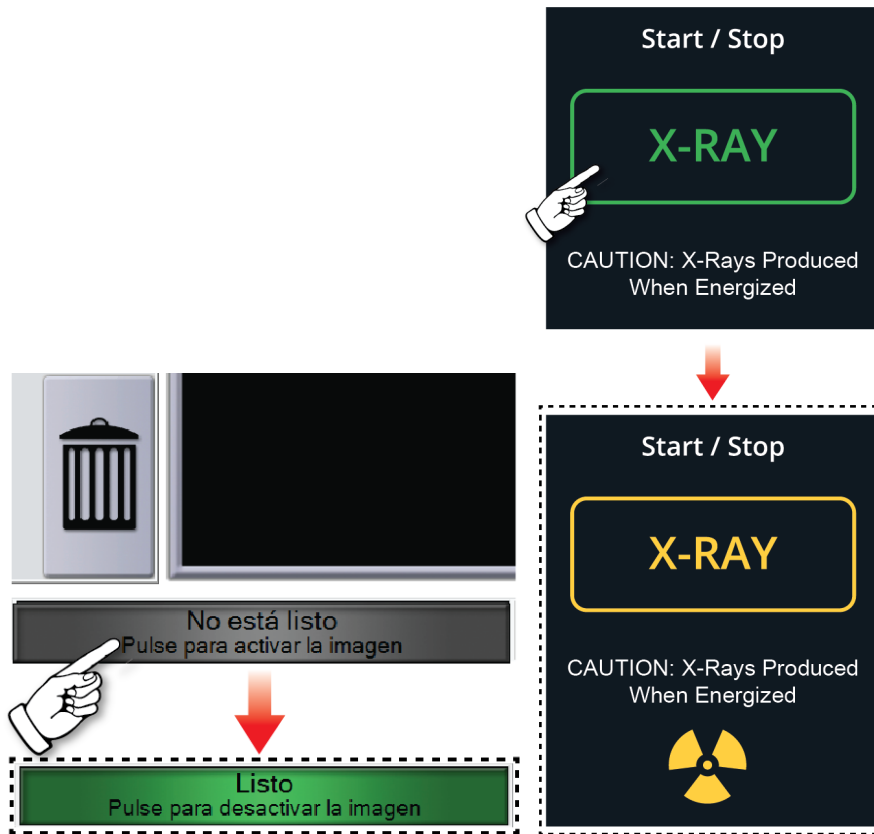 Start / Stop
X-RAY
CAUTION: X-Rays Produced
When Energized
No está listo
Pulse para activar la imagen
Listo
Pulse para desactivar la imagen
Start / Stop
X-RAY
CAUTION: X-Rays Produced
When Energized